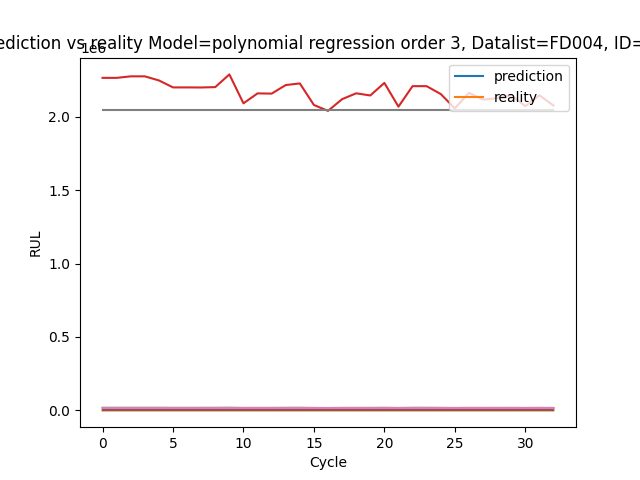 ediction vs reality Model=polynomial regression order 3, Datalist=FD004, ID=
1e6
prediction
reality
2.0
1.5
1.0
0.5
0.0
RUL
0 5 10 15 20 25 30
Cycle